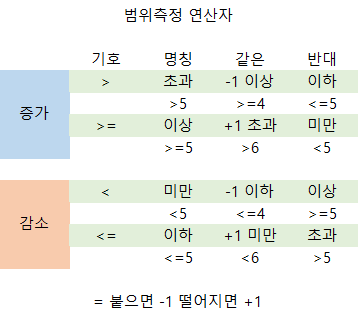 범위측정 연산자
기호 명칭 같은 반대
증가
> 초과 -1 이상 이하
>5 >=4 <=5
>= 이상 +1 초과 미만
>=5 >6 <5
감소
< 미만 -1 이하 이상
<5 <=4 >=5
<= 이하 +1 미만 초과
<=5 <6 >5
= 붙으면 -1 떨어지면 +1